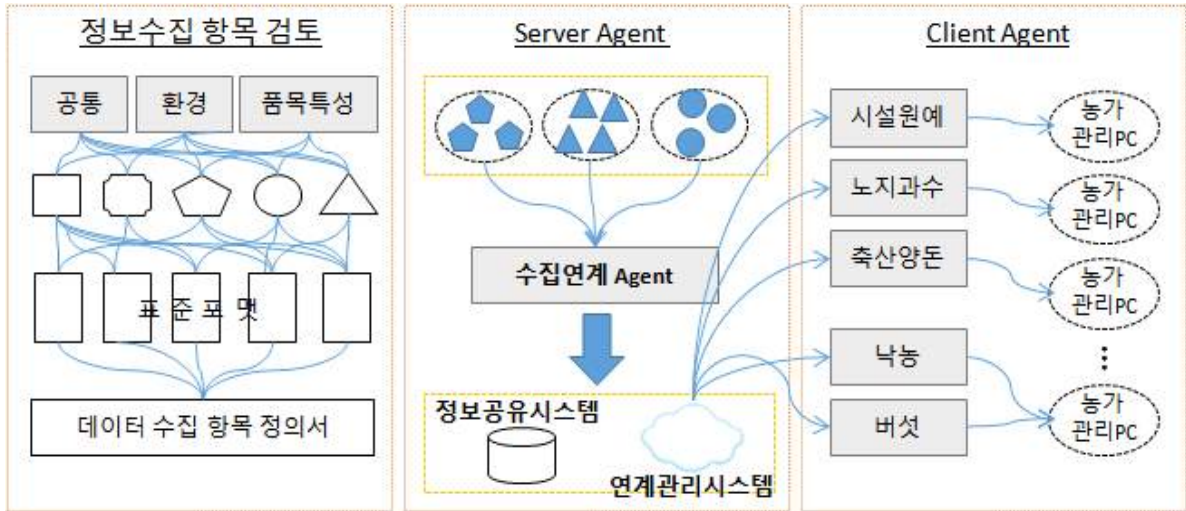 정보수집 항목 검토
공통
환경
품목특성
표 준 포 맷
데이터 수집 항목 정의서
Server Agent
수집연계 Agent
정보공유시스템
연계관리시스템
Client Agent
시설원예
노지과수
축산양돈
낙농
버섯
농가
관리PC
농가
관리PC
농가
관리PC
⋮
농가
관리PC